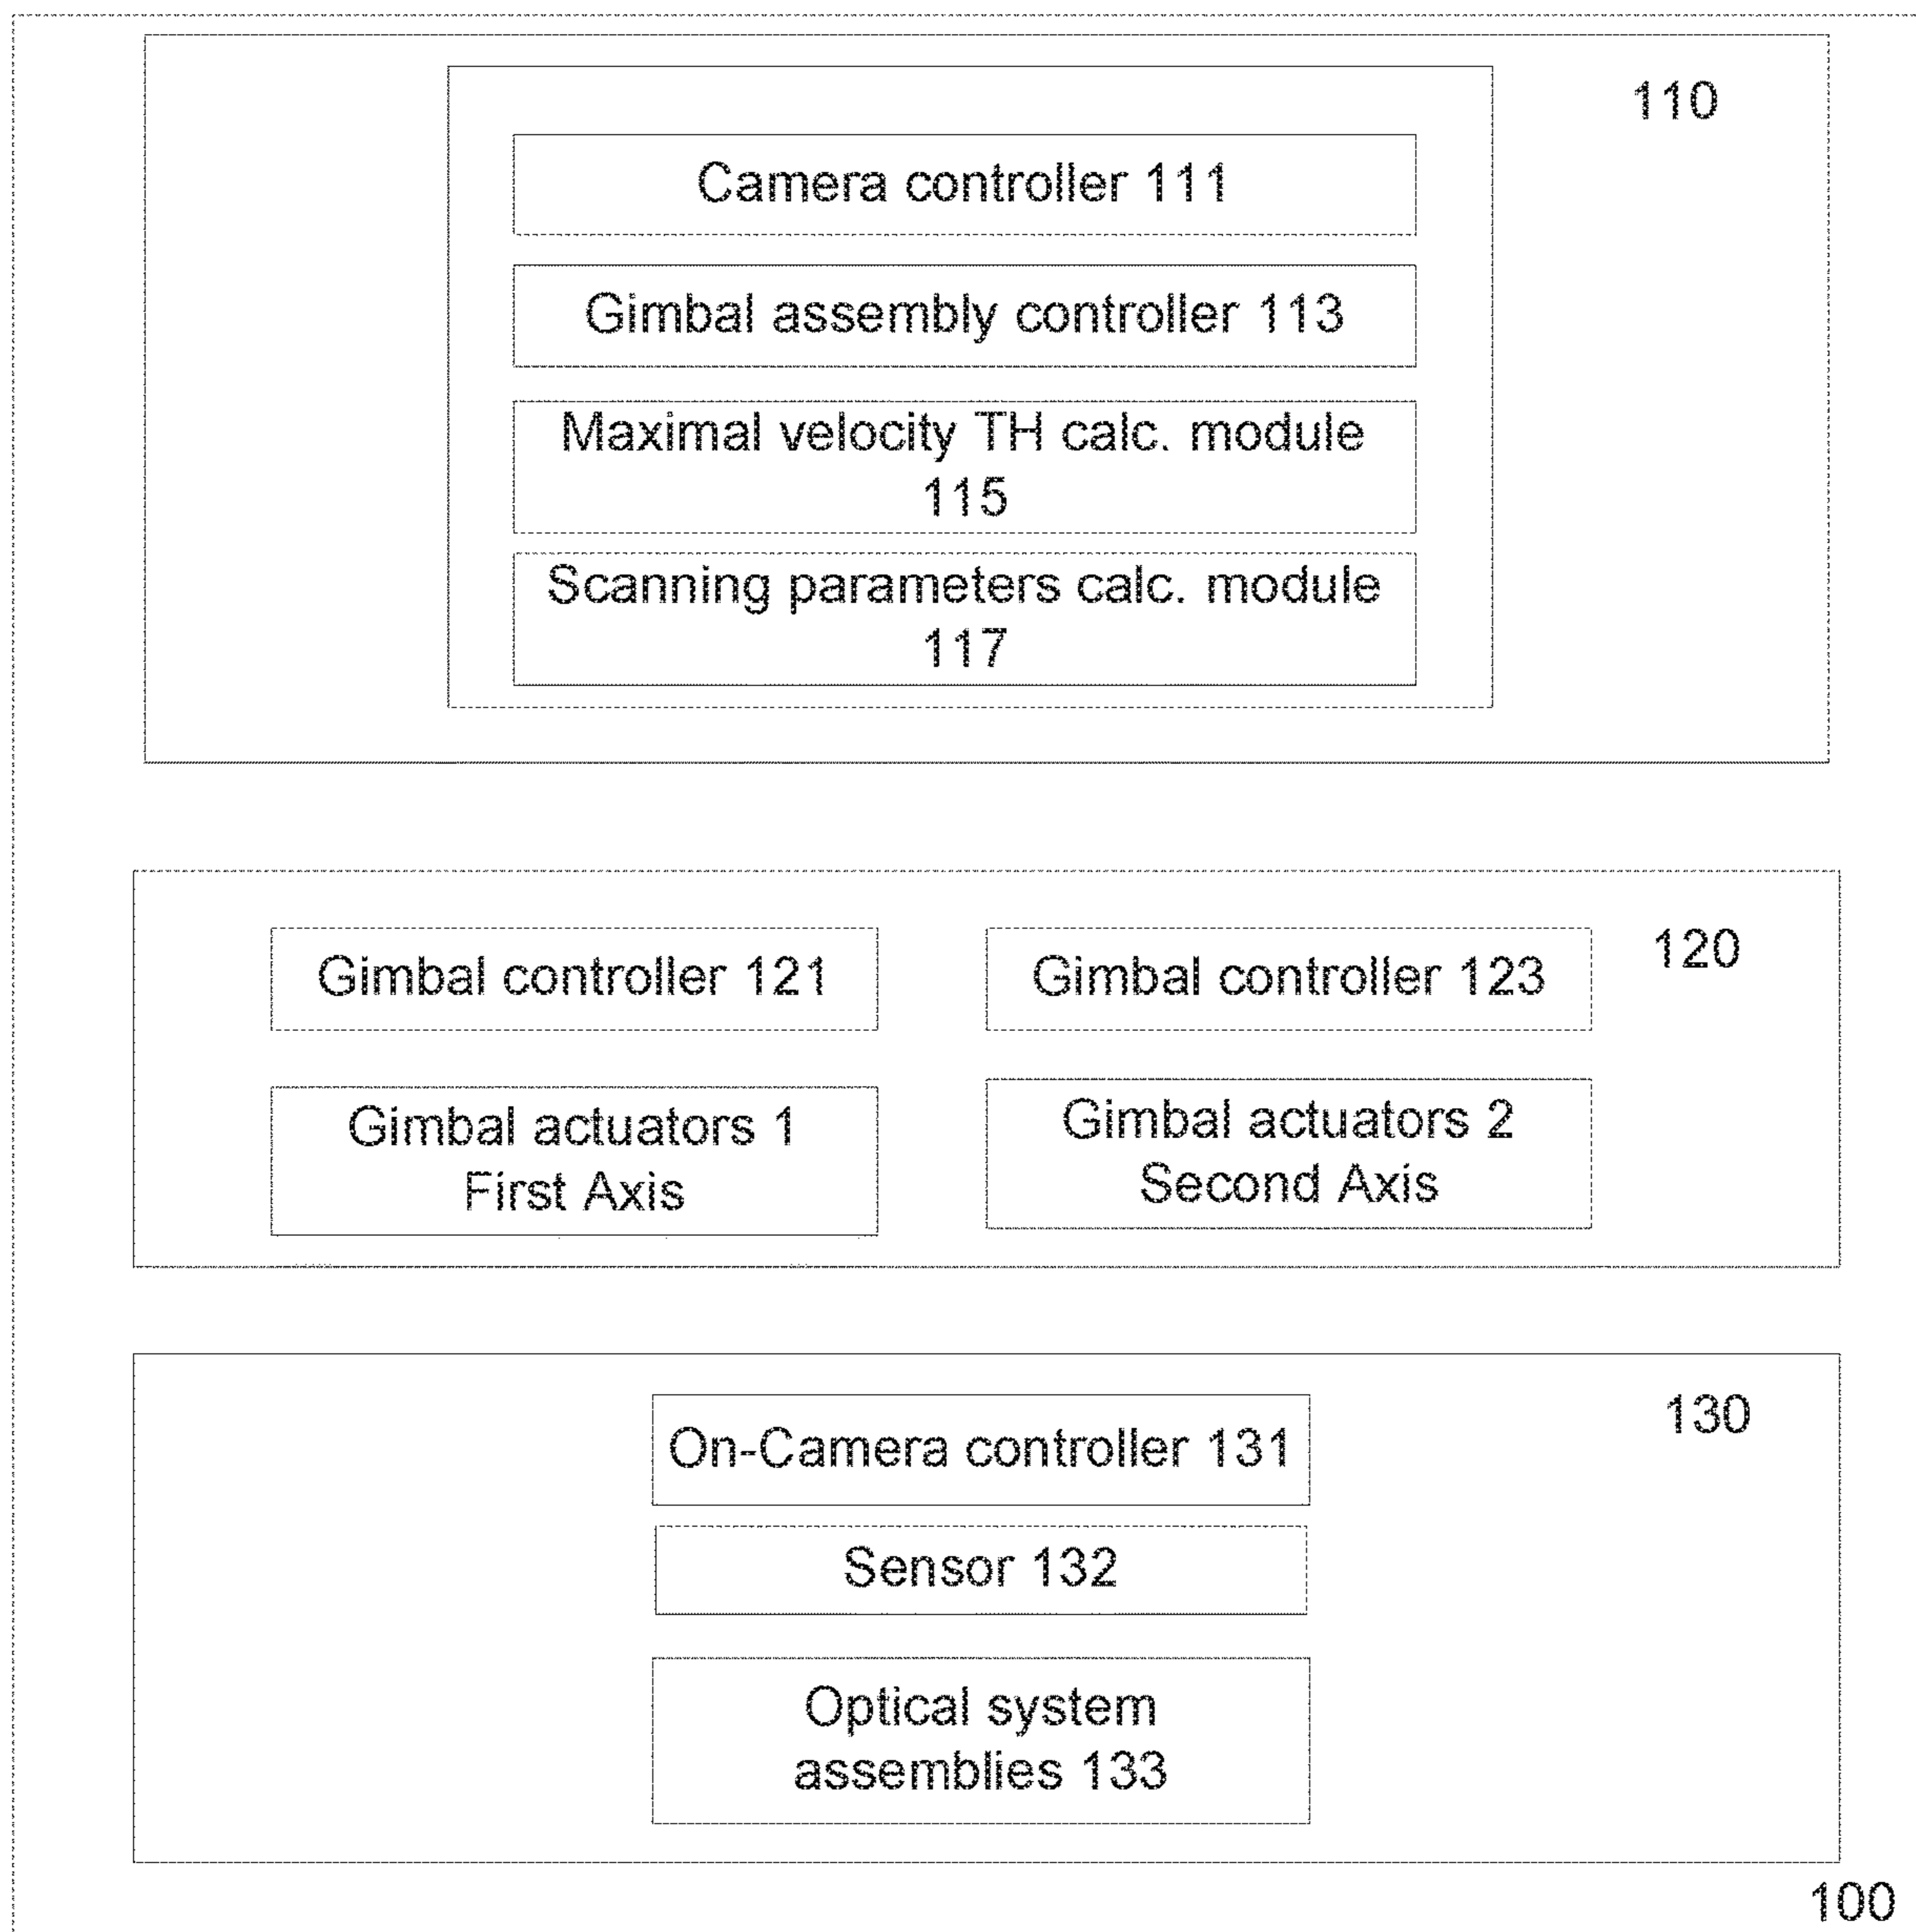 110
Camera controller 111
Gimbal assembly controller 113
Maximal velocity TH calc. module
115
Scanning parameters calc. module
117
120
Gimbal controller 121
Gimbal controller 123
Gimbal actuators 1
First Axis
Gimbal actuators 2
Second Axis
130
On-Camera controller 131
Sensor 132
Optical system
assemblies 133
100